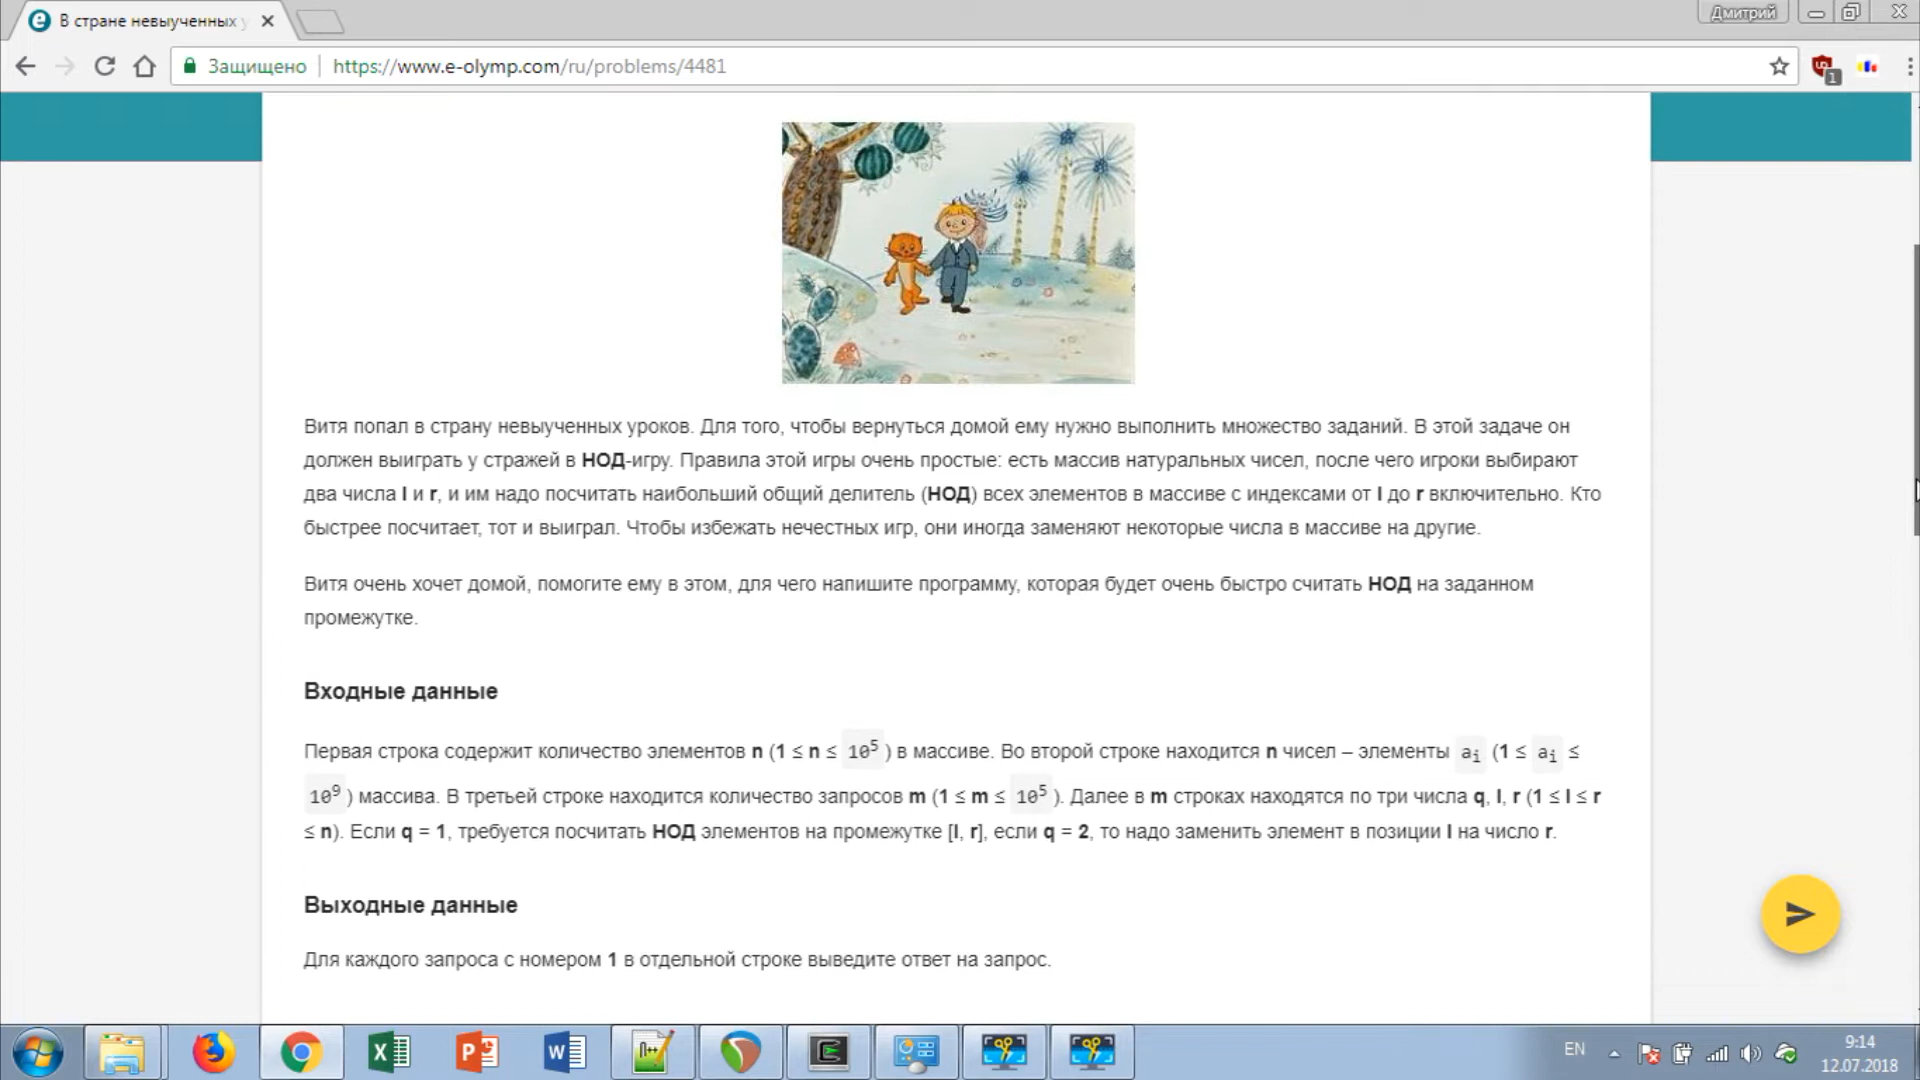 В стране невыученных у
Дмитрий
Защищено
https://www.e-olymp.com/ru/problems/4481
1
Витя попал в страну невыученных уроков. Для того, чтобы вернуться домой ему нужно выполнить множество заданий. В этой задаче он
должен выиграть у стражей в НОД-игру. Правила этой игры очень простые: есть массив натуральных чисел, после чего игроки выбирают
два числа l и r, и им надо посчитать наибольший общий делитель (НОД) всех элементов в массиве с индексами от l до r включительно. Кто
быстрее посчитает, тот и выиграл. Чтобы избежать нечестных игр, они иногда заменяют некоторые числа в массиве на другие.
Витя очень хочет домой, помогите ему в этом, для чего напишите программу, которая будет очень быстро считать НОД на заданном
промежутке.
Входные данные
Первая строка содержит количество элементов n (1 ≤ n ≤ 10⁵ ) в массиве. Во второй строке находится n чисел – элементы aᵢ (1 ≤ aᵢ ≤
10⁹ ) массива. В третьей строке находится количество запросов m (1 ≤ m ≤ 10⁵ ). Далее в m строках находятся по три числа q, l, r (1 ≤ l ≤ r
≤ n). Если q = 1, требуется посчитать НОД элементов на промежутке [l, r], если q = 2, то надо заменить элемент в позиции l на число r.
Выходные данные
Для каждого запроса с номером 1 в отдельной строке выведите ответ на запрос.
EN
9:14
12.07.2018